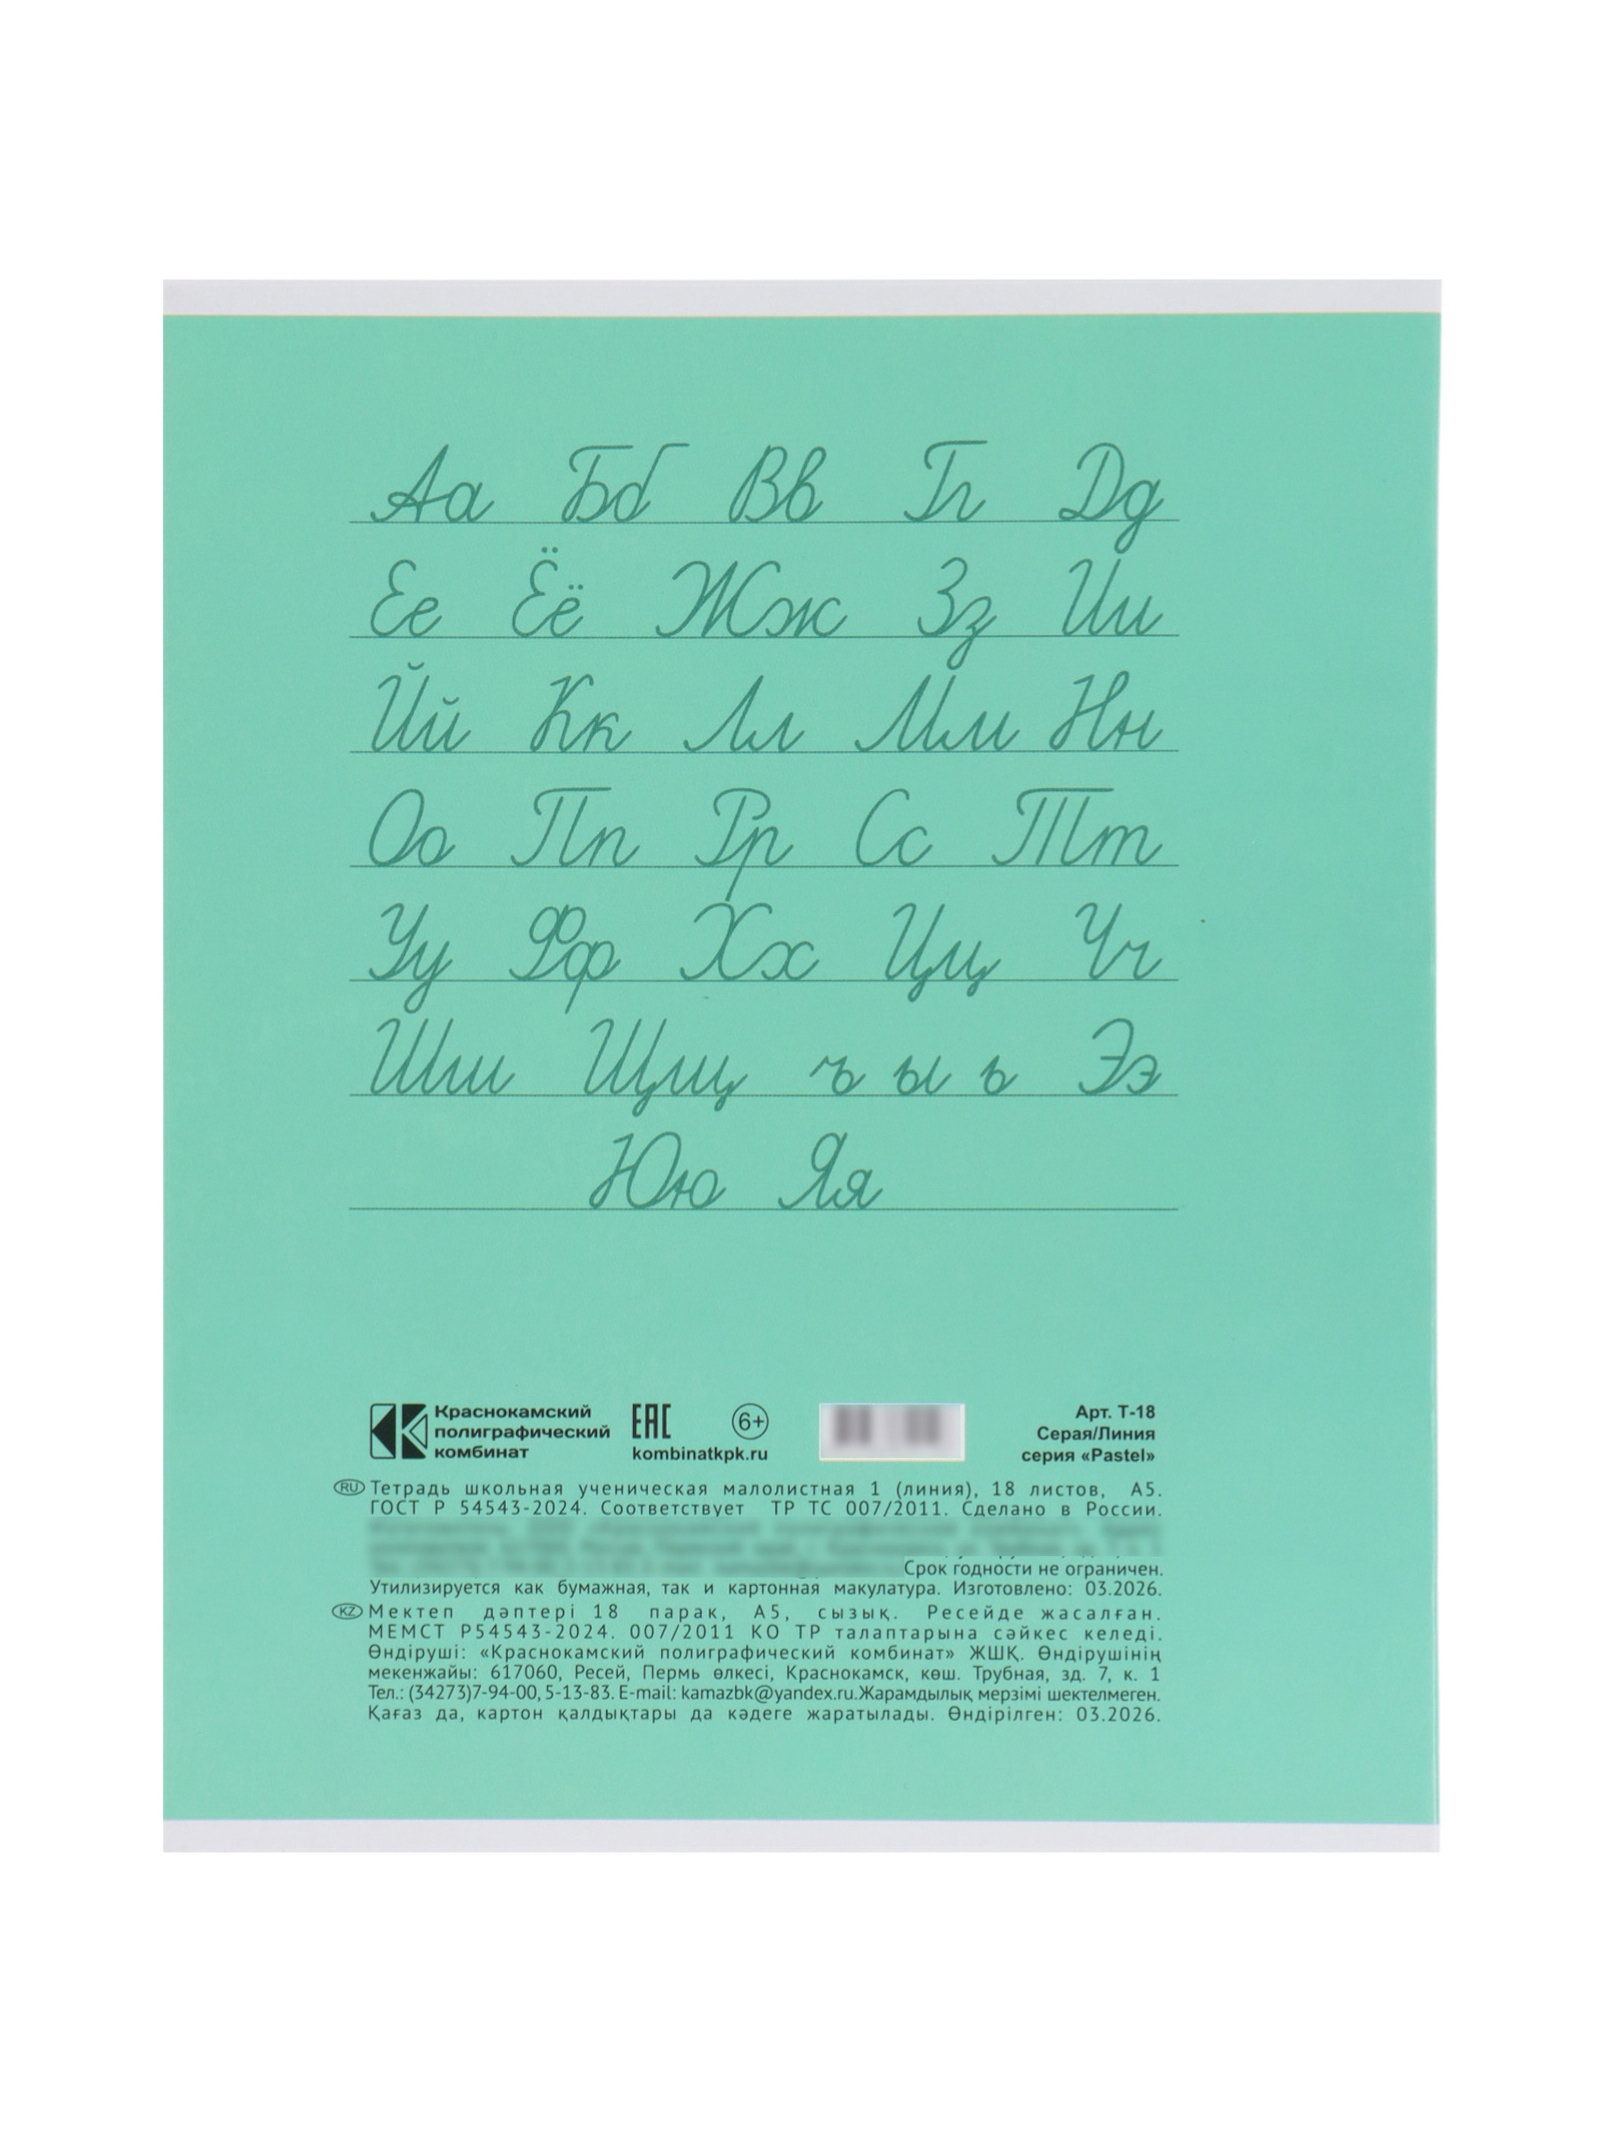 Аа Бб Вв Гг Дд
Ее Ёё Жж Зз Ии
Йй Кк Лл Мм Нн
Оо Пп Рр Сс Тт
Уу Фф Хх Цц Чч
Шш Щщ ъ ы ь Ээ
Юю Яя
Краснокамский
полиграфический
комбинат
ЕАС
6+
kombinatkpk.ru
Арт. Т-18
Серая/Линия
серия «Pastel»
RU Тетрадь школьная ученическая малолистная 1 (линия), 18 листов, А5.
ГОСТ Р 54543-2024. Соответствует ТР ТС 007/2011. Сделано в России.
Срок годности не ограничен.
Утилизируется как бумажная, так и картонная макулатура. Изготовлено: 03.2026.
KZ Мектеп дәптері 18 парак, А5, сызық. Ресейде жасалған.
МЕМСТ Р54543-2024. 007/2011 КО ТР талаптарына сәйкес келеді.
Өндіруші: «Краснокамский полиграфический комбинат» ЖШҚ. Өндірушінің
мекенжайы: 617060, Ресей, Пермь өлкесі, Краснокамск, көш. Трубная, зд. 7, к. 1
Тел.: (34273)7-94-00, 5-13-83. E-mail: kamazbk@yandex.ru.Жарамдылық мерзімі шектелмеген.
Қағаз да, картон қалдықтары да кәдеге жаратылады. Өндірілген: 03.2026.